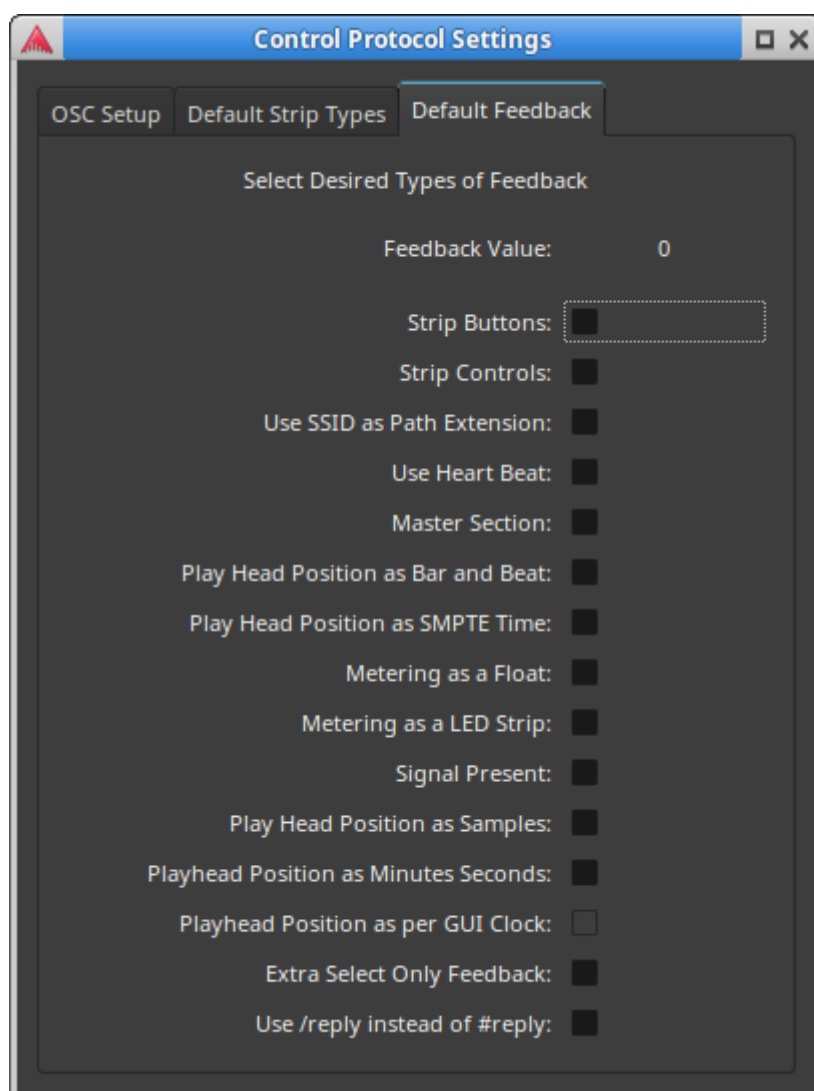 Control Protocol Settings
OSC Setup Default Strip Types Default Feedback
Select Desired Types of Feedback
Feedback Value: 0
Strip Buttons:
Strip Controls:
Use SSID as Path Extension:
Use Heart Beat:
Master Section:
Play Head Position as Bar and Beat:
Play Head Position as SMPTE Time:
Metering as a Float:
Metering as a LED Strip:
Signal Present:
Play Head Position as Samples:
Playhead Position as Minutes Seconds:
Playhead Position as per GUI Clock:
Extra Select Only Feedback:
Use /reply instead of #reply: